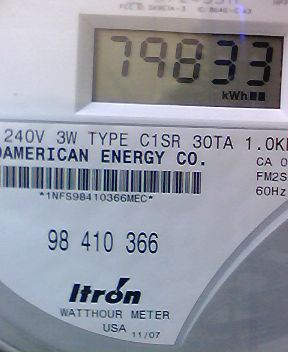 79833
kWh
240V 3W TYPE C1SR 30TA 1.0K
AMERICAN ENERGY CO.
CA 0
FM2S
60Hz
*1NFS98410366MEC*
98 410 366
Itrón
WATTHOUR METER
USA 11/07